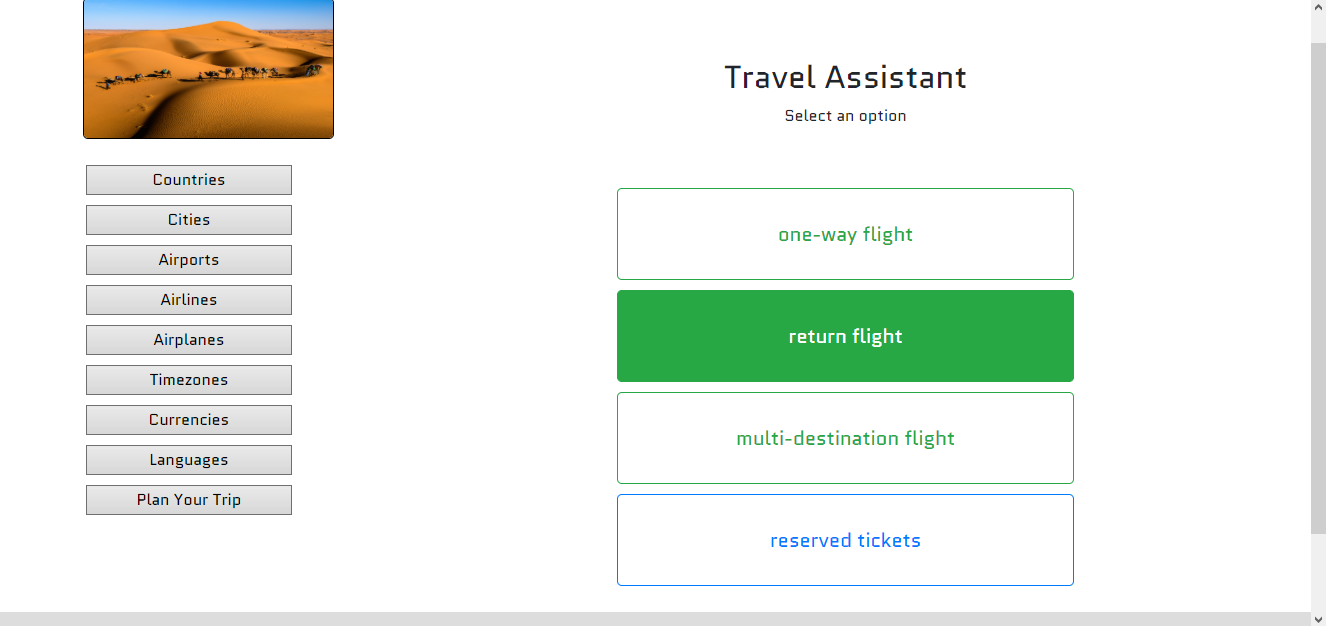 Travel Assistant
Select an option
Countries
Cities
Airports
Airlines
Airplanes
Timezones
Currencies
Languages
Plan Your Trip
one-way flight
return flight
multi-destination flight
reserved tickets